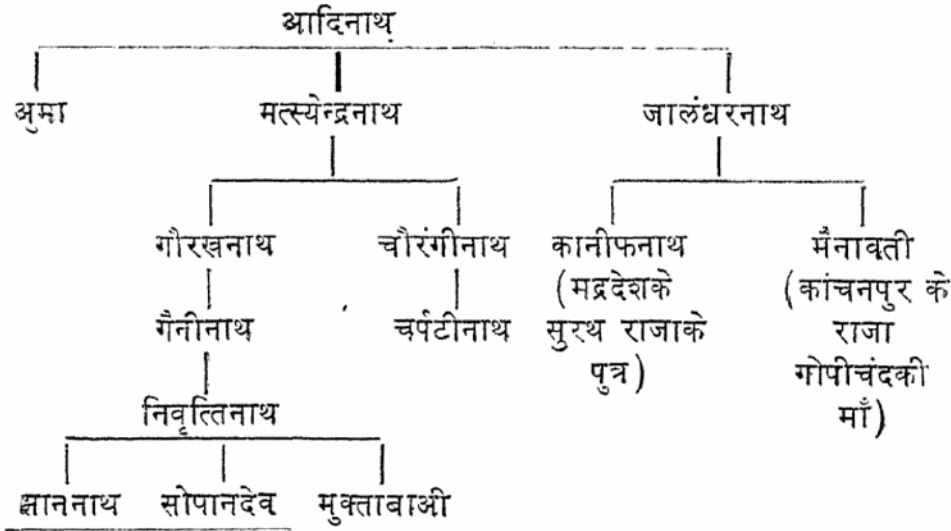 आदिनाथ
अुमा मत्स्येन्द्रनाथ जालंधरनाथ
गौरखनाथ चौरंगीनाथ कानीफनाथ मैनावती
(मद्रदेशके (कांचनपुर के
गैनीनाथ चर्पटीनाथ सुरथ राजाके राजा
पुत्र) गोपीचंदकी
निवृत्तिनाथ माँ)
ज्ञाननाथ सोपानदेव मुक्ताबाअी